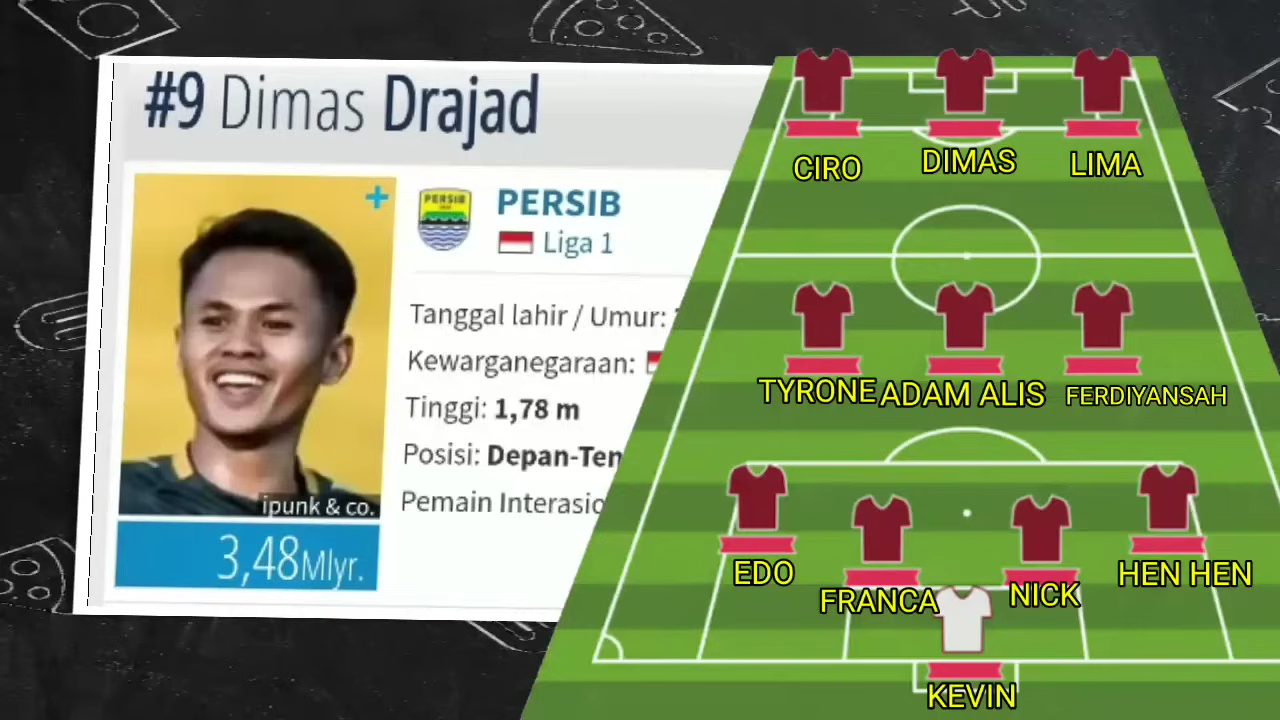 #9 Dimas Drajad
PERSIB
PERSIB
Liga 1
Tanggal lahir / Umur:
Kewarganegaraan:
Tinggi: 1,78 m
Posisi: Depan-Ten
Pemain Interasio
ipunk & co.
3,48Mlyr.
CIRO
DIMAS
LIMA
TYRONE
ADAM ALIS
FERDIYANSAH
EDO
FRANCA
NICK
HEN HEN
KEVIN